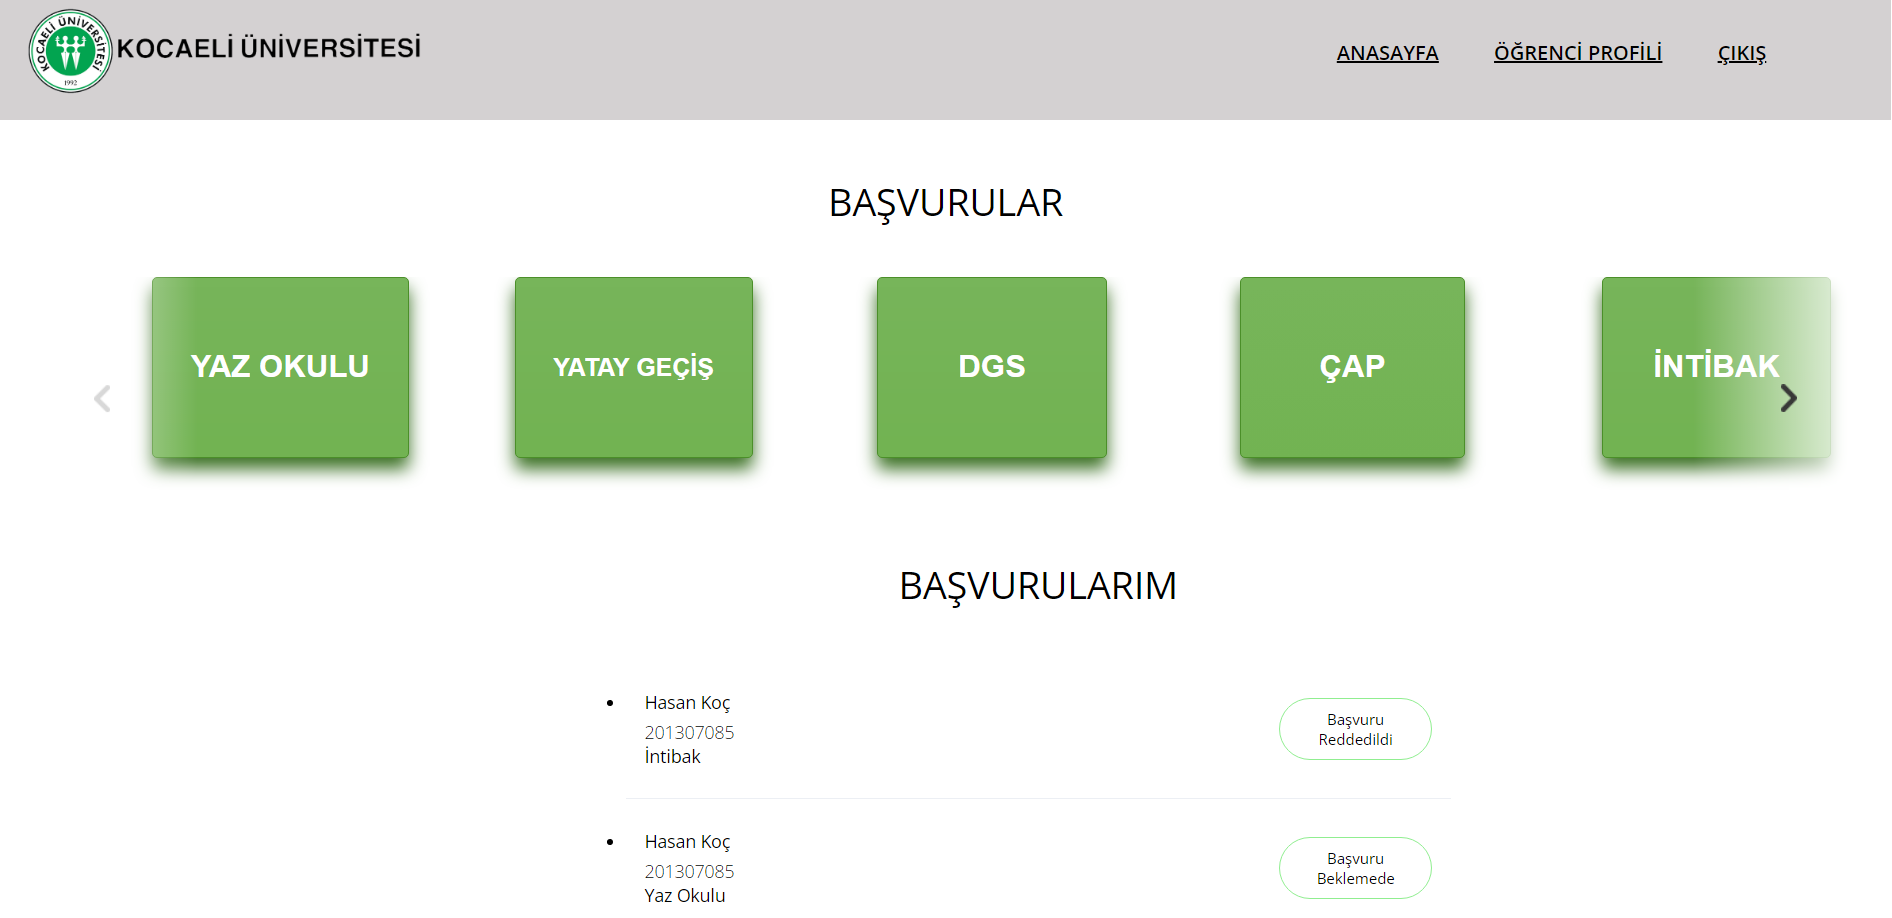 KOCAELİ ÜNİVERSİTESİ
1992
KOCAELİ ÜNİVERSİTESİ
ANASAYFA
ÖĞRENCİ PROFİLİ
ÇIKIŞ
BAŞVURULAR
YAZ OKULU
YATAY GEÇİŞ
DGS
ÇAP
İNTİBAK
BAŞVURULARIM
Hasan Koç
201307085
İntibak
Başvuru
Reddedildi
Hasan Koç
201307085
Yaz Okulu
Başvuru
Beklemede